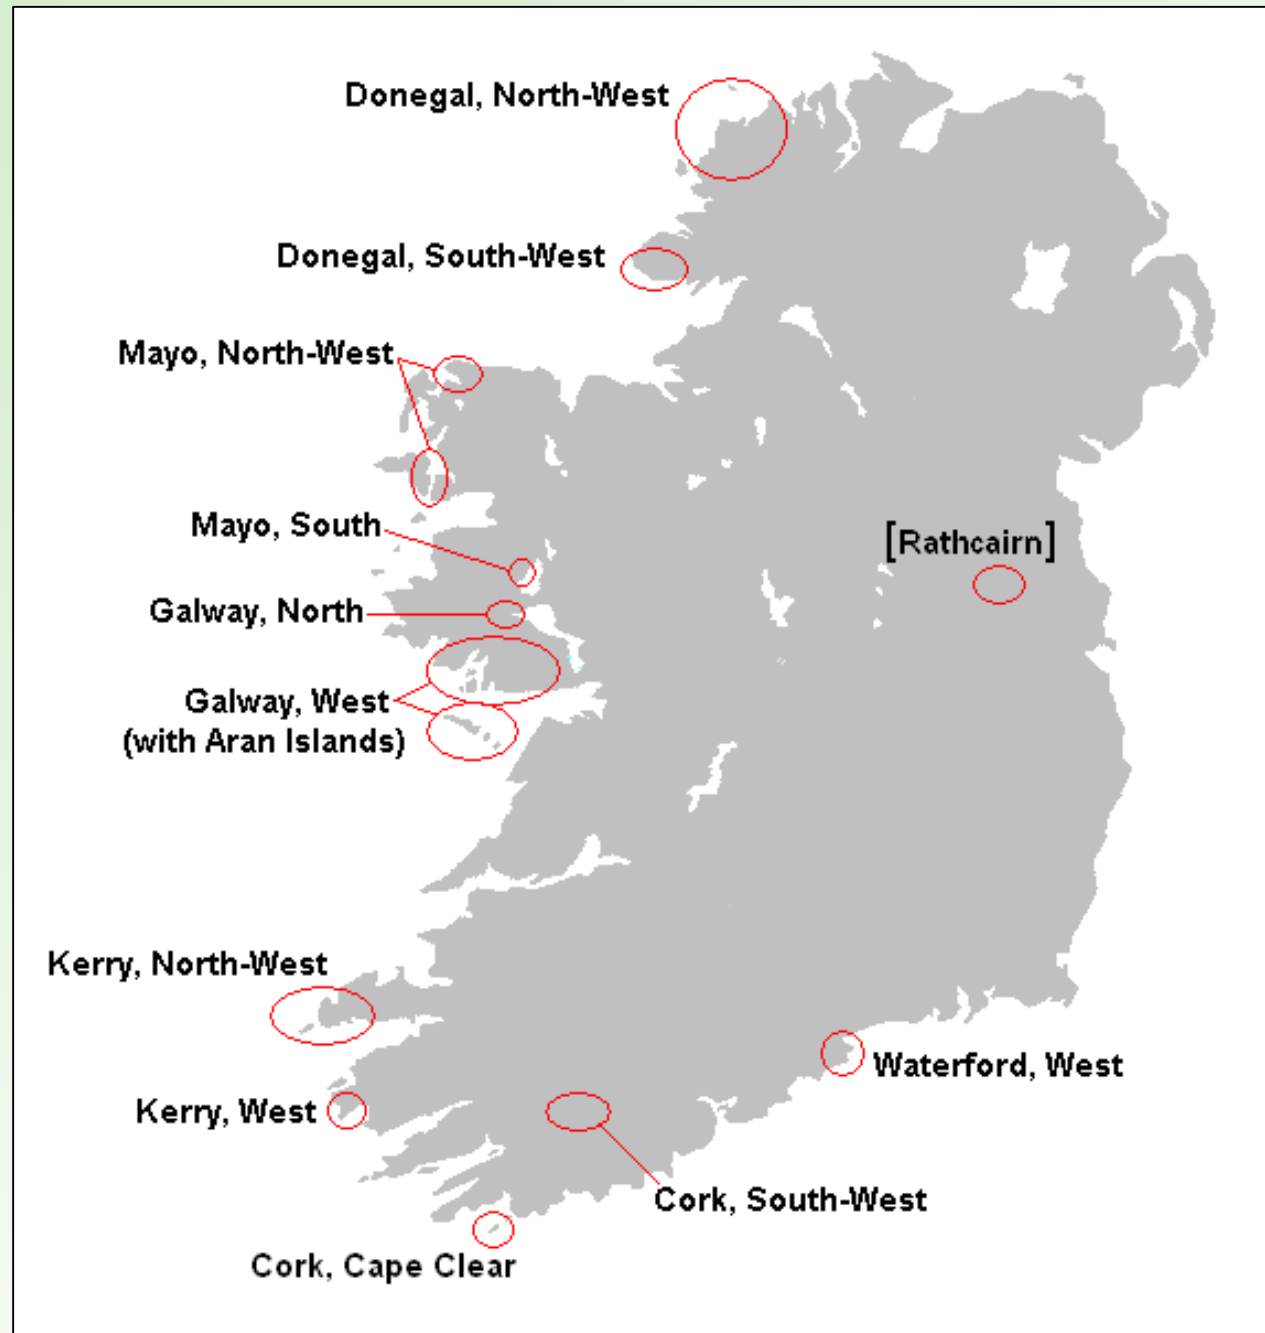 Donegal, North-West
Donegal, South-West
Mayo, North-West
Mayo, South
[Rathcairn]
Galway, North
Galway, West
(with Aran Islands)
Kerry, North-West
Waterford, West
Kerry, West
Cork, South-West
Cork, Cape Clear